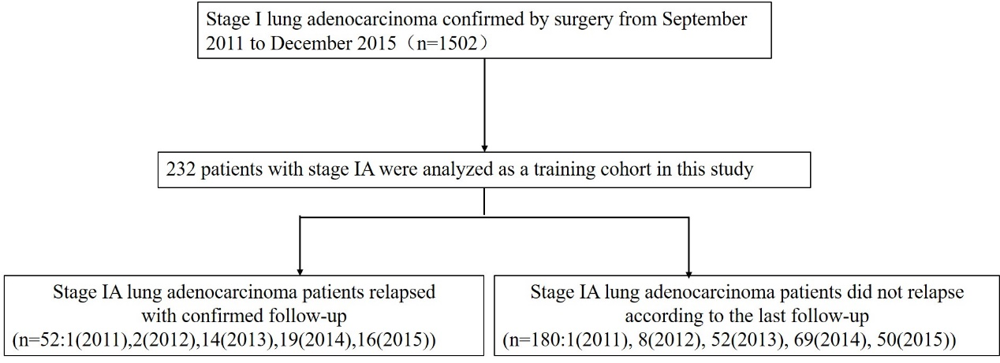 Stage I lung adenocarcinoma confirmed by surgery from September
2011 to December 2015（n=1502）
232 patients with stage IA were analyzed as a training cohort in this study
Stage IA lung adenocarcinoma patients relapsed
with confirmed follow-up
(n=52:1(2011),2(2012),14(2013),19(2014),16(2015))
Stage IA lung adenocarcinoma patients did not relapse
according to the last follow-up
(n=180:1(2011), 8(2012), 52(2013), 69(2014), 50(2015))